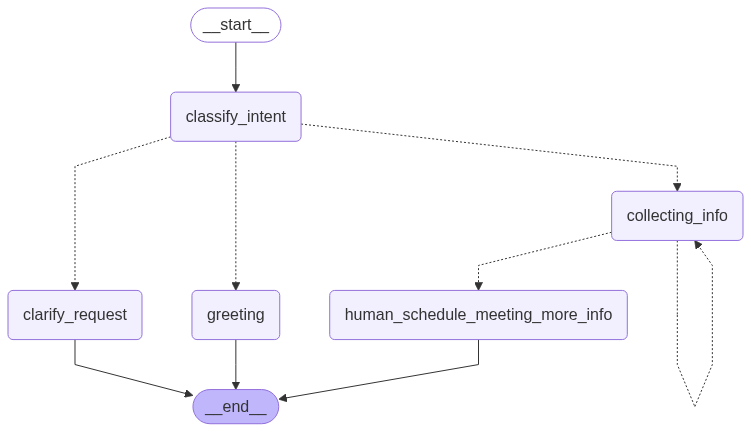 __start__
classify_intent
collecting_info
clarify_request
greeting
human_schedule_meeting_more_info
__end__